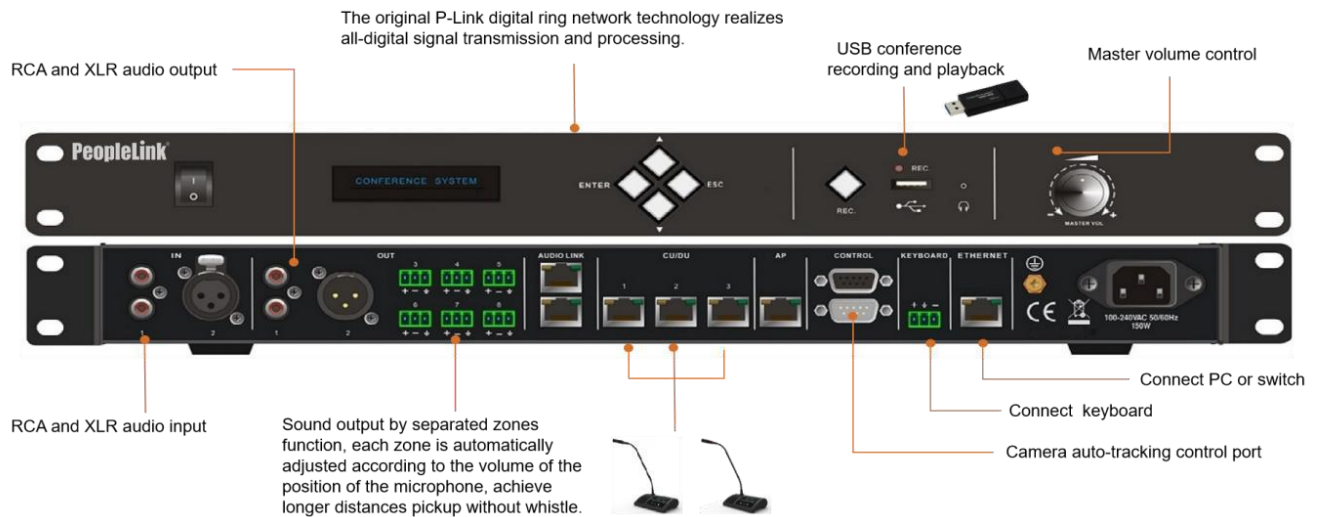 The original P-Link digital ring network technology realizes
all-digital signal transmission and processing.
USB conference
recording and playback
Master volume control
RCA and XLR audio output
PeopleLink
I
O
CONFERENCE SYSTEM
ENTER
ESC
REC.
REC.
- MASTER VOL +
IN
OUT
AUDIO LINK
CU/DU
AP
CONTROL
KEYBOARD
ETHERNET
3 4 5
+ - ⏚ + - ⏚ + - ⏚
1 2 3
6 7 8
+ ⏚ -
+ - ⏚ + - ⏚ + - ⏚
1 2 1 2
CE
100-240VAC 50/60Hz
150W
Connect PC or switch
Connect keyboard
Camera auto-tracking control port
RCA and XLR audio input
Sound output by separated zones
function, each zone is automatically
adjusted according to the volume of the
position of the microphone, achieve
longer distances pickup without whistle.